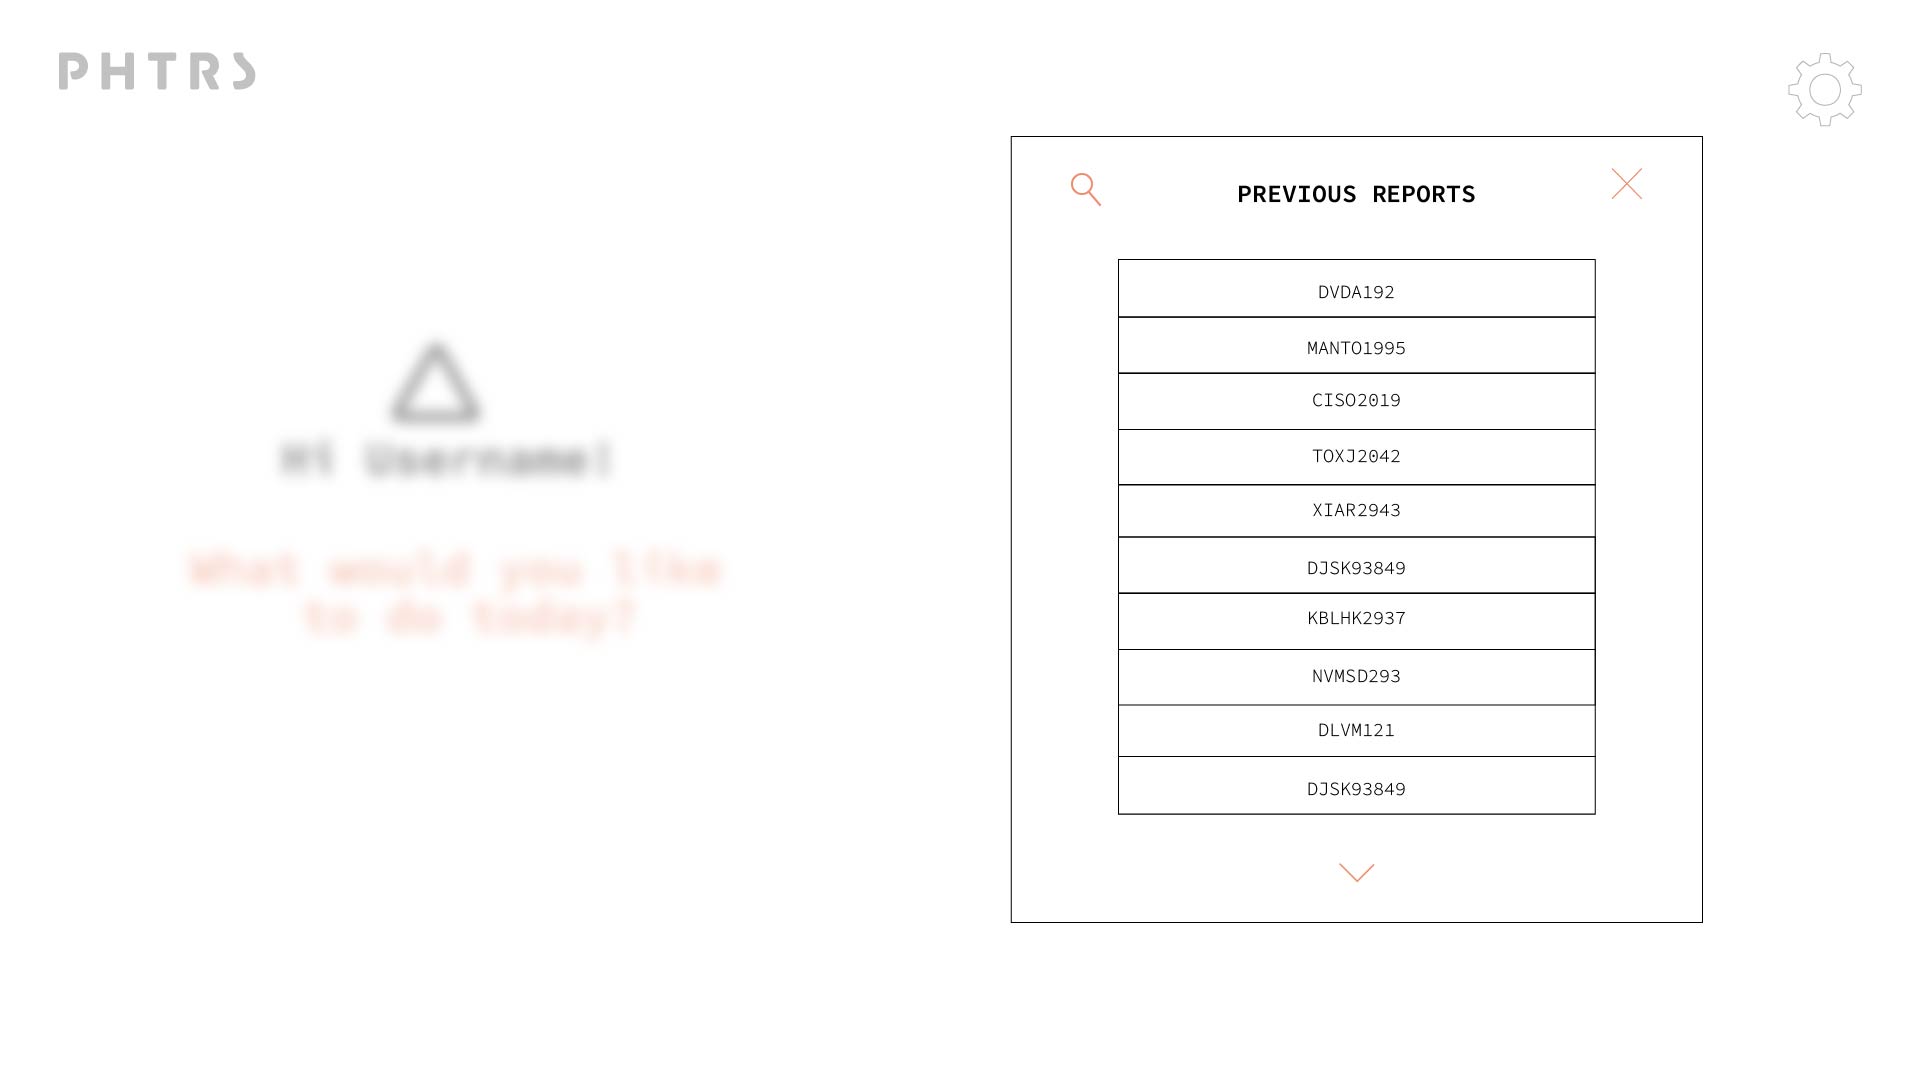 PHTRS
Hi Username!
What would you like
to do today?
PREVIOUS REPORTS
DVDA192
MANTO1995
CISO2019
TOXJ2042
XIAR2943
DJSK93849
KBLHK2937
NVMSD293
DLVM121
DJSK93849